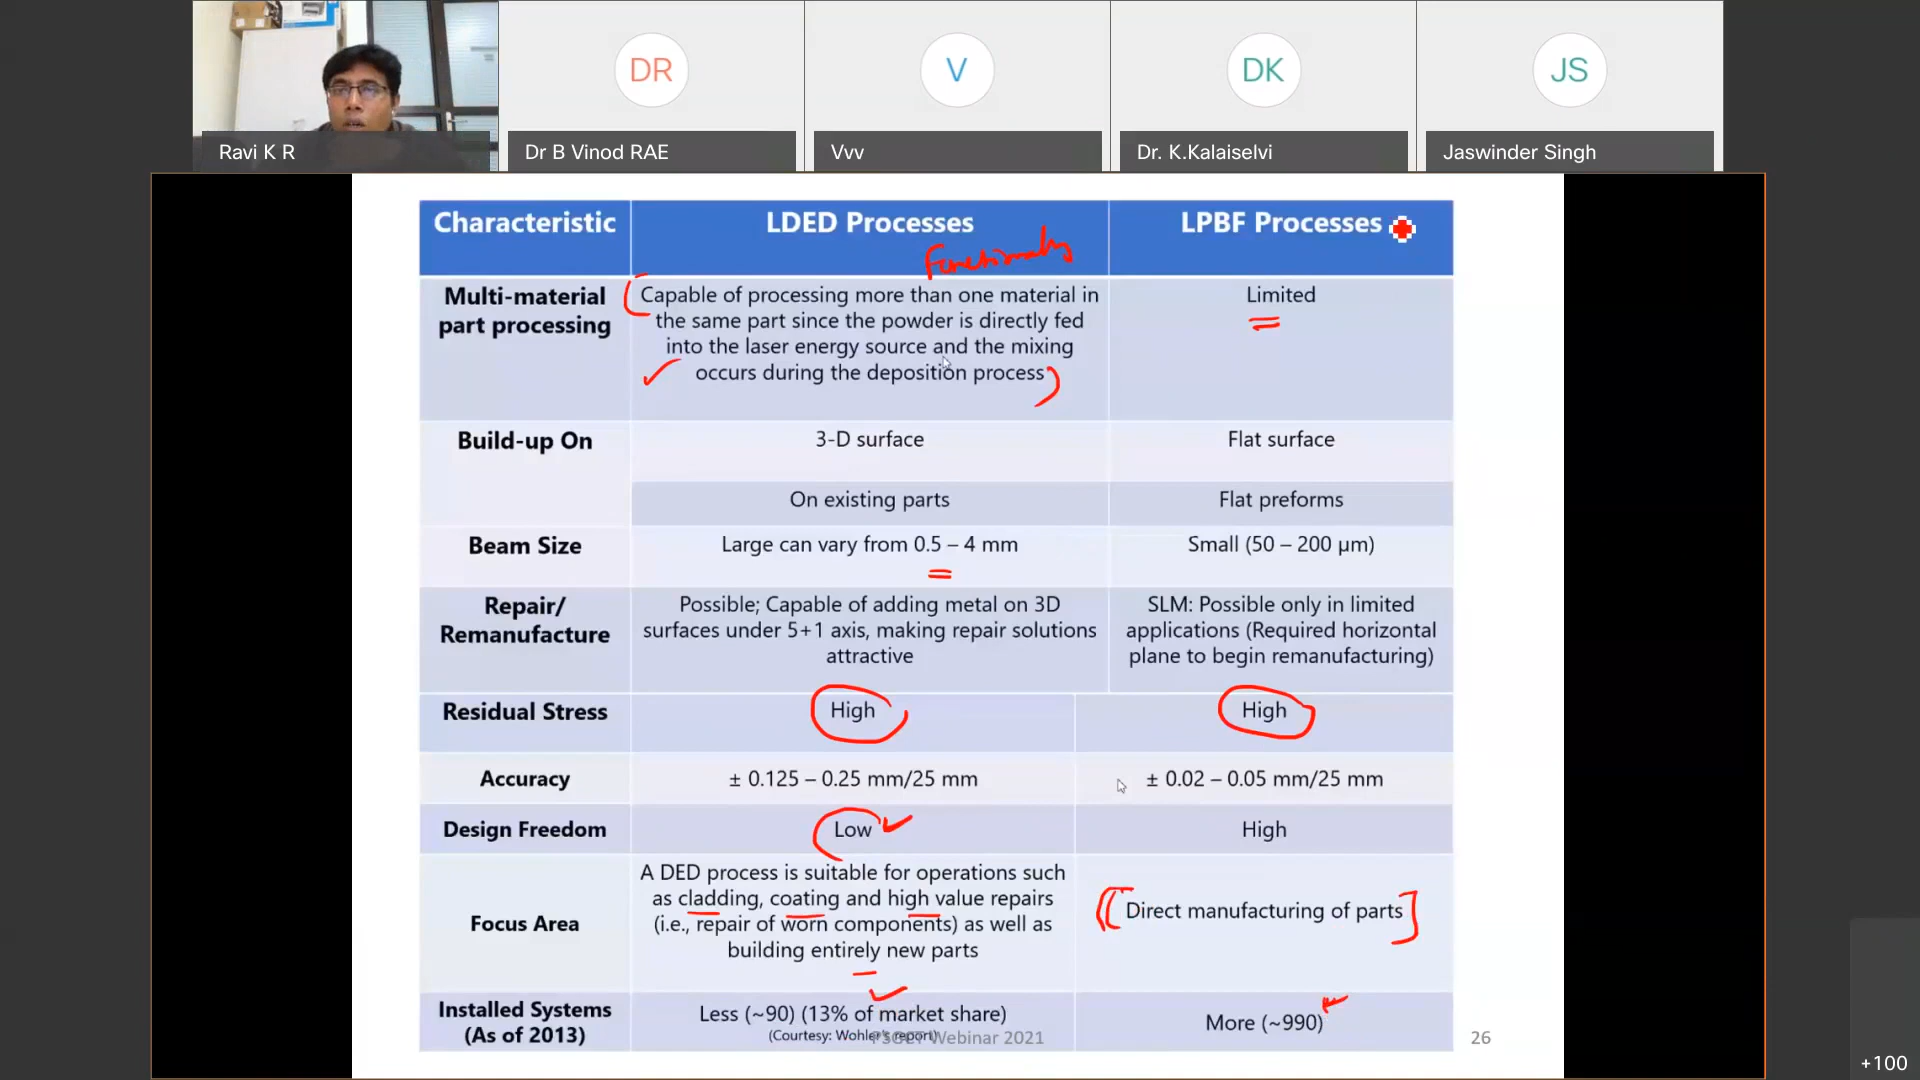 DR
V
DK
JS
Ravi K R
Dr B Vinod RAE
Vvv
Dr. K.Kalaiselvi
Jaswinder Singh
Characteristic
LDED Processes
LPBF Processes
Multi-material
part processing
Capable of processing more than one material in
the same part since the powder is directly fed
into the laser energy source and the mixing
occurs during the deposition process
Limited
Build-up On
3-D surface
Flat surface
On existing parts
Flat preforms
Beam Size
Large can vary from 0.5 – 4 mm
Small (50 – 200 µm)
Repair/
Remanufacture
Possible; Capable of adding metal on 3D
surfaces under 5+1 axis, making repair solutions
attractive
SLM: Possible only in limited
applications (Required horizontal
plane to begin remanufacturing)
Residual Stress
High
High
Accuracy
± 0.125 – 0.25 mm/25 mm
± 0.02 – 0.05 mm/25 mm
Design Freedom
Low
High
Focus Area
A DED process is suitable for operations such
as cladding, coating and high value repairs
(i.e., repair of worn components) as well as
building entirely new parts
Direct manufacturing of parts
Installed Systems
(As of 2013)
Less (~90) (13% of market share)
(Courtesy: Wohler's report)
More (~990)
Webinar 2021
26
+100